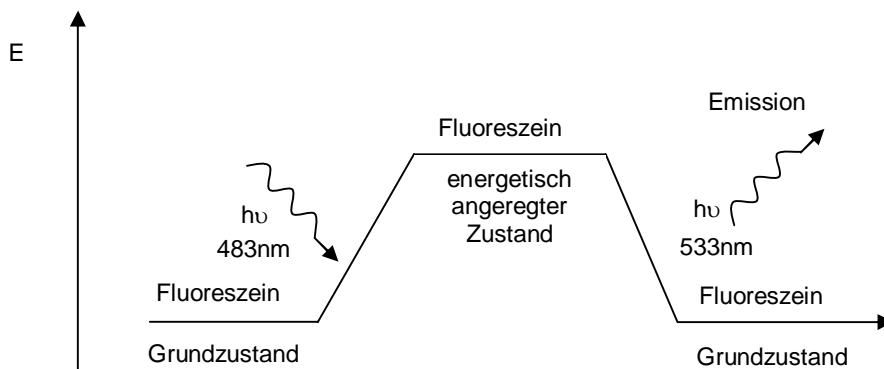 E
Emission
Fluoreszein
energetisch
angeregter
Zustand
hυ
483nm
hυ
533nm
Fluoreszein
Grundzustand
Fluoreszein
Grundzustand